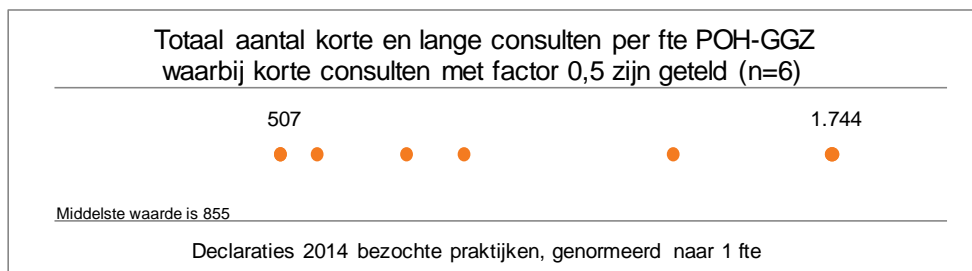 Totaal aantal korte en lange consulten per fte POH-GGZ
waarbij korte consulten met factor 0,5 zijn geteld (n=6)
507 1.744
Middelste waarde is 855
Declaraties 2014 bezochte praktijken, genormeerd naar 1 fte